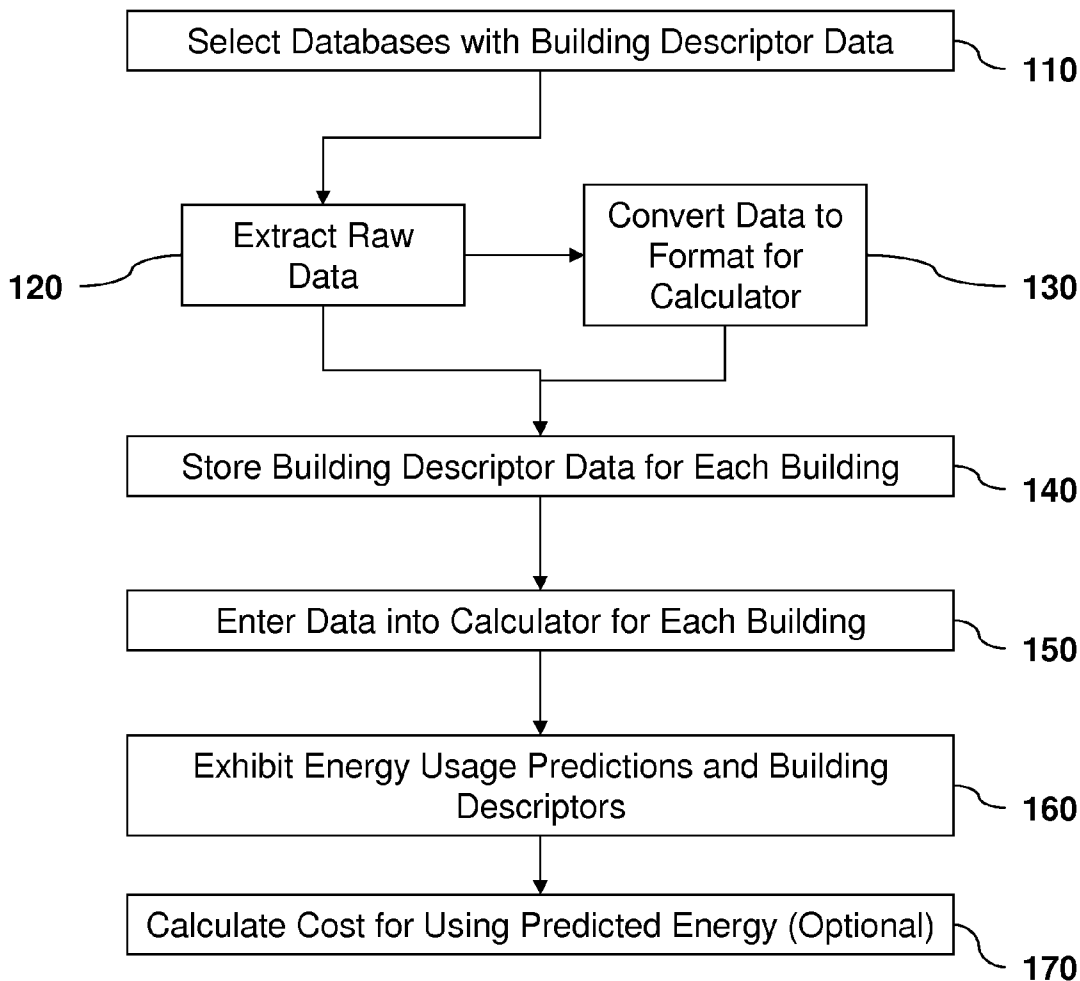 Select Databases with Building Descriptor Data
110
Extract Raw
Data
120
Convert Data to
Format for
Calculator
130
Store Building Descriptor Data for Each Building
140
Enter Data into Calculator for Each Building
150
Exhibit Energy Usage Predictions and Building
Descriptors
160
Calculate Cost for Using Predicted Energy (Optional)
170